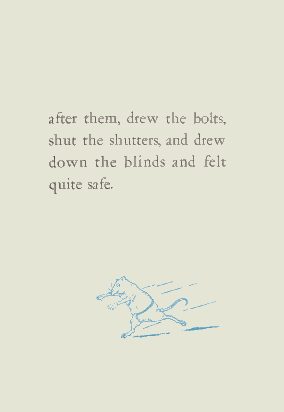 after them, drew the bolts,
shut the shutters, and drew
down the blinds and felt
quite safe.